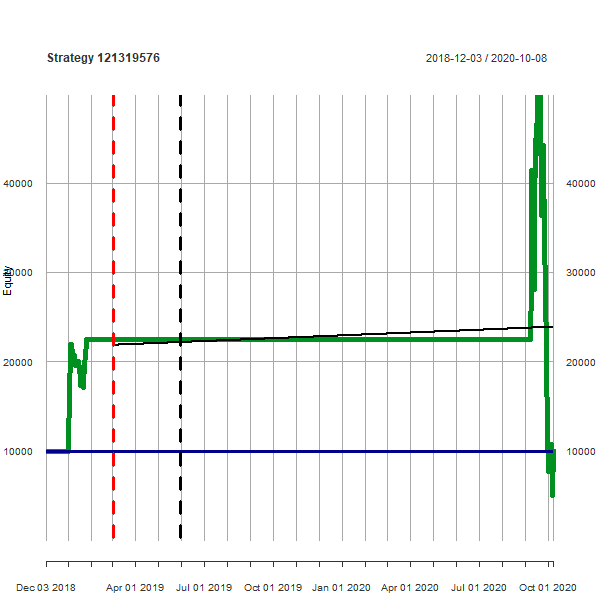 Strategy 121319576
2018-12-03 / 2020-10-08
40000
40000
30000
30000
Equity
20000
20000
10000
10000
Dec 03 2018
Apr 01 2019
Jul 01 2019
Oct 01 2019
Jan 01 2020
Apr 01 2020
Jul 01 2020
Oct 01 2020